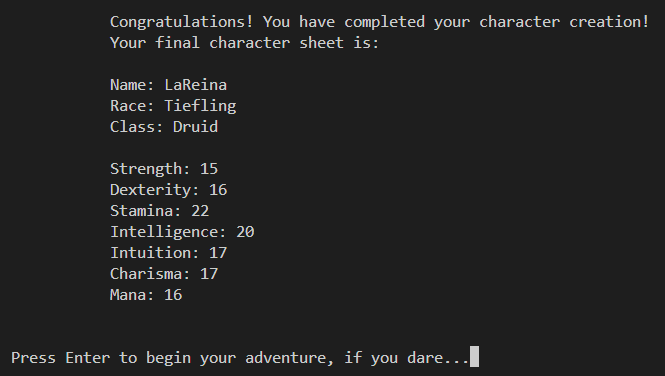 Congratulations! You have completed your character creation!
Your final character sheet is:
Name: LaReina
Race: Tiefling
Class: Druid
Strength: 15
Dexterity: 16
Stamina: 22
Intelligence: 20
Intuition: 17
Charisma: 17
Mana: 16
Press Enter to begin your adventure, if you dare...